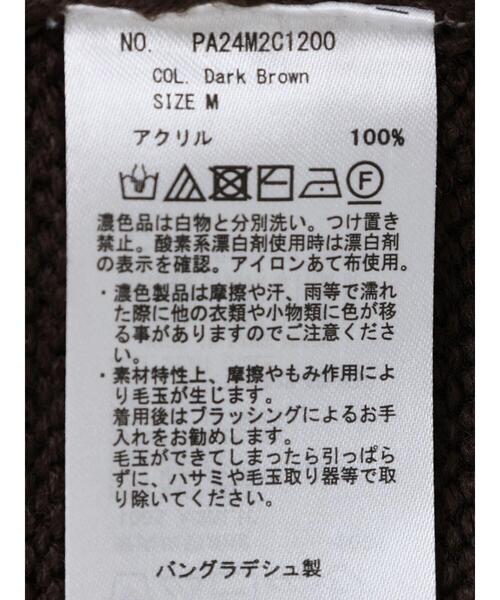 NO. PA24M2C1200
COL. Dark Brown
SIZE M
アクリル 100%
F
濃色品は白物と分別洗い。つけ置き
禁止。酸素系漂白剤使用時は漂白剤
の表示を確認。アイロンあて布使用。
・濃色製品は摩擦や汗、雨等で濡れ
た際に他の衣類や小物類に色が移
る事がありますのでご注意くださ
い。
・素材特性上、摩擦やもみ作用によ
り毛玉が生じます。
着用後はブラッシングによるお手
入れをお勧めします。
毛玉ができてしまったら引っぱら
ずに、ハサミや毛玉取り器等で取
り除いてください。
バングラデシュ製